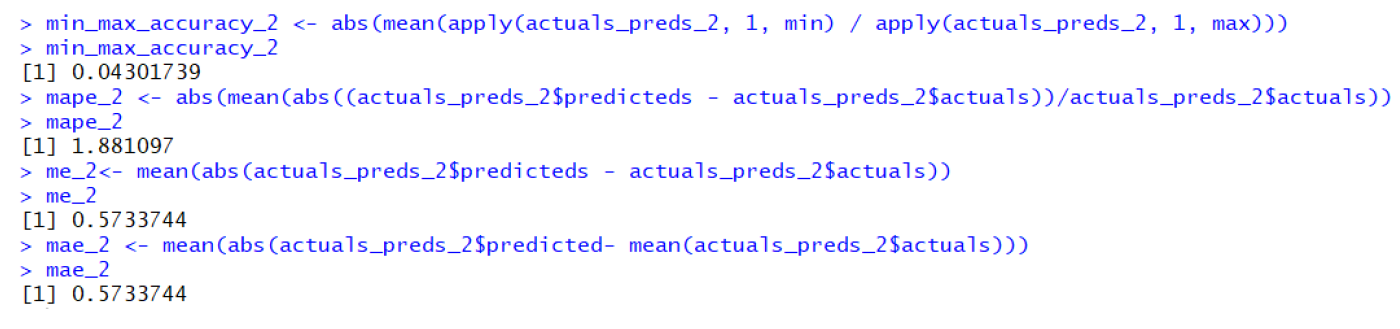 > min_max_accuracy_2 <- abs(mean(apply(actuals_preds_2, 1, min) / apply(actuals_preds_2, 1, max)))
> min_max_accuracy_2
[1] 0.04301739
> mape_2 <- abs(mean(abs((actuals_preds_2$predicteds - actuals_preds_2$actuals))/actuals_preds_2$actuals))
> mape_2
[1] 1.881097
> me_2<- mean(abs(actuals_preds_2$predicteds - actuals_preds_2$actuals))
> me_2
[1] 0.5733744
> mae_2 <- mean(abs(actuals_preds_2$predicted- mean(actuals_preds_2$actuals)))
> mae_2
[1] 0.5733744